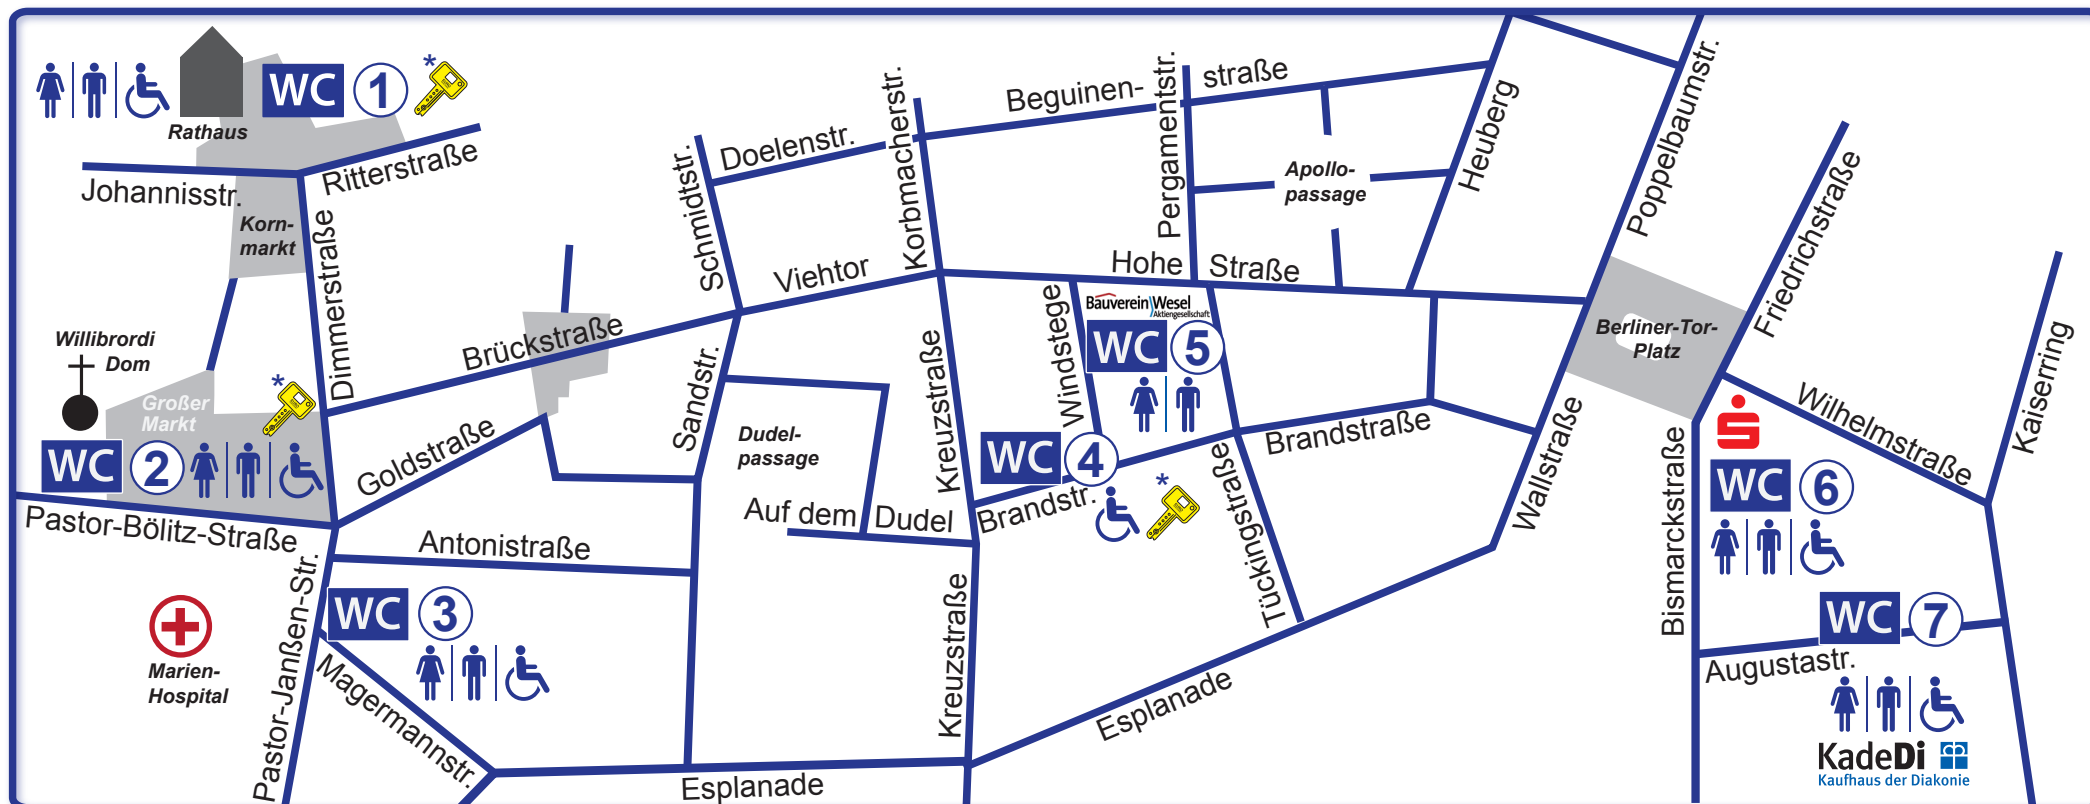 Rathaus
WC 1 *
Johannisstr.
Ritterstraße
Korn-
markt
Dimmerstraße
Willibrordi
Dom
Großer
Markt
*
WC 2
Pastor-Bölitz-Straße
Goldstraße
Brückstraße
Antonistraße
Pastor-Janßen-Str.
WC 3
Marien-
Hospital
Magermannstr.
Schmidtstr.
Doelenstr.
Korbmacherstr.
Viehtor
Sandstr.
Dudel-
passage
Auf dem Dudel
Kreuzstraße
Kreuzstraße
Esplanade
Esplanade
Beguinen- straße
Pergamentstr.
Apollo-
passage
Heuberg
Hohe Straße
Windstege
Bauverein Wesel
Aktiengesellschaft
WC 5
WC 4
Brandstr.
*
Brandstraße
Tückingstraße
Wallstraße
Poppelbaumstr.
Friedrichstraße
Berliner-Tor-
Platz
Wilhelmstraße
Kaiserring
Bismarckstraße
WC 6
WC 7
Augustastr.
KadeDi
Kaufhaus der Diakonie